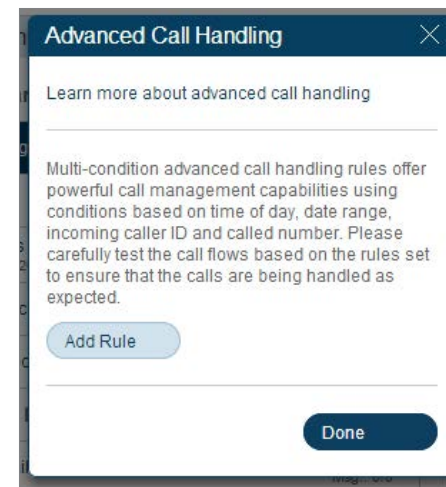 Advanced Call Handling
Learn more about advanced call handling
Multi-condition advanced call handling rules offer
powerful call management capabilities using
conditions based on time of day, date range,
incoming caller ID and called number. Please
carefully test the call flows based on the rules set
to ensure that the calls are being handled as
expected.
Add Rule
Done